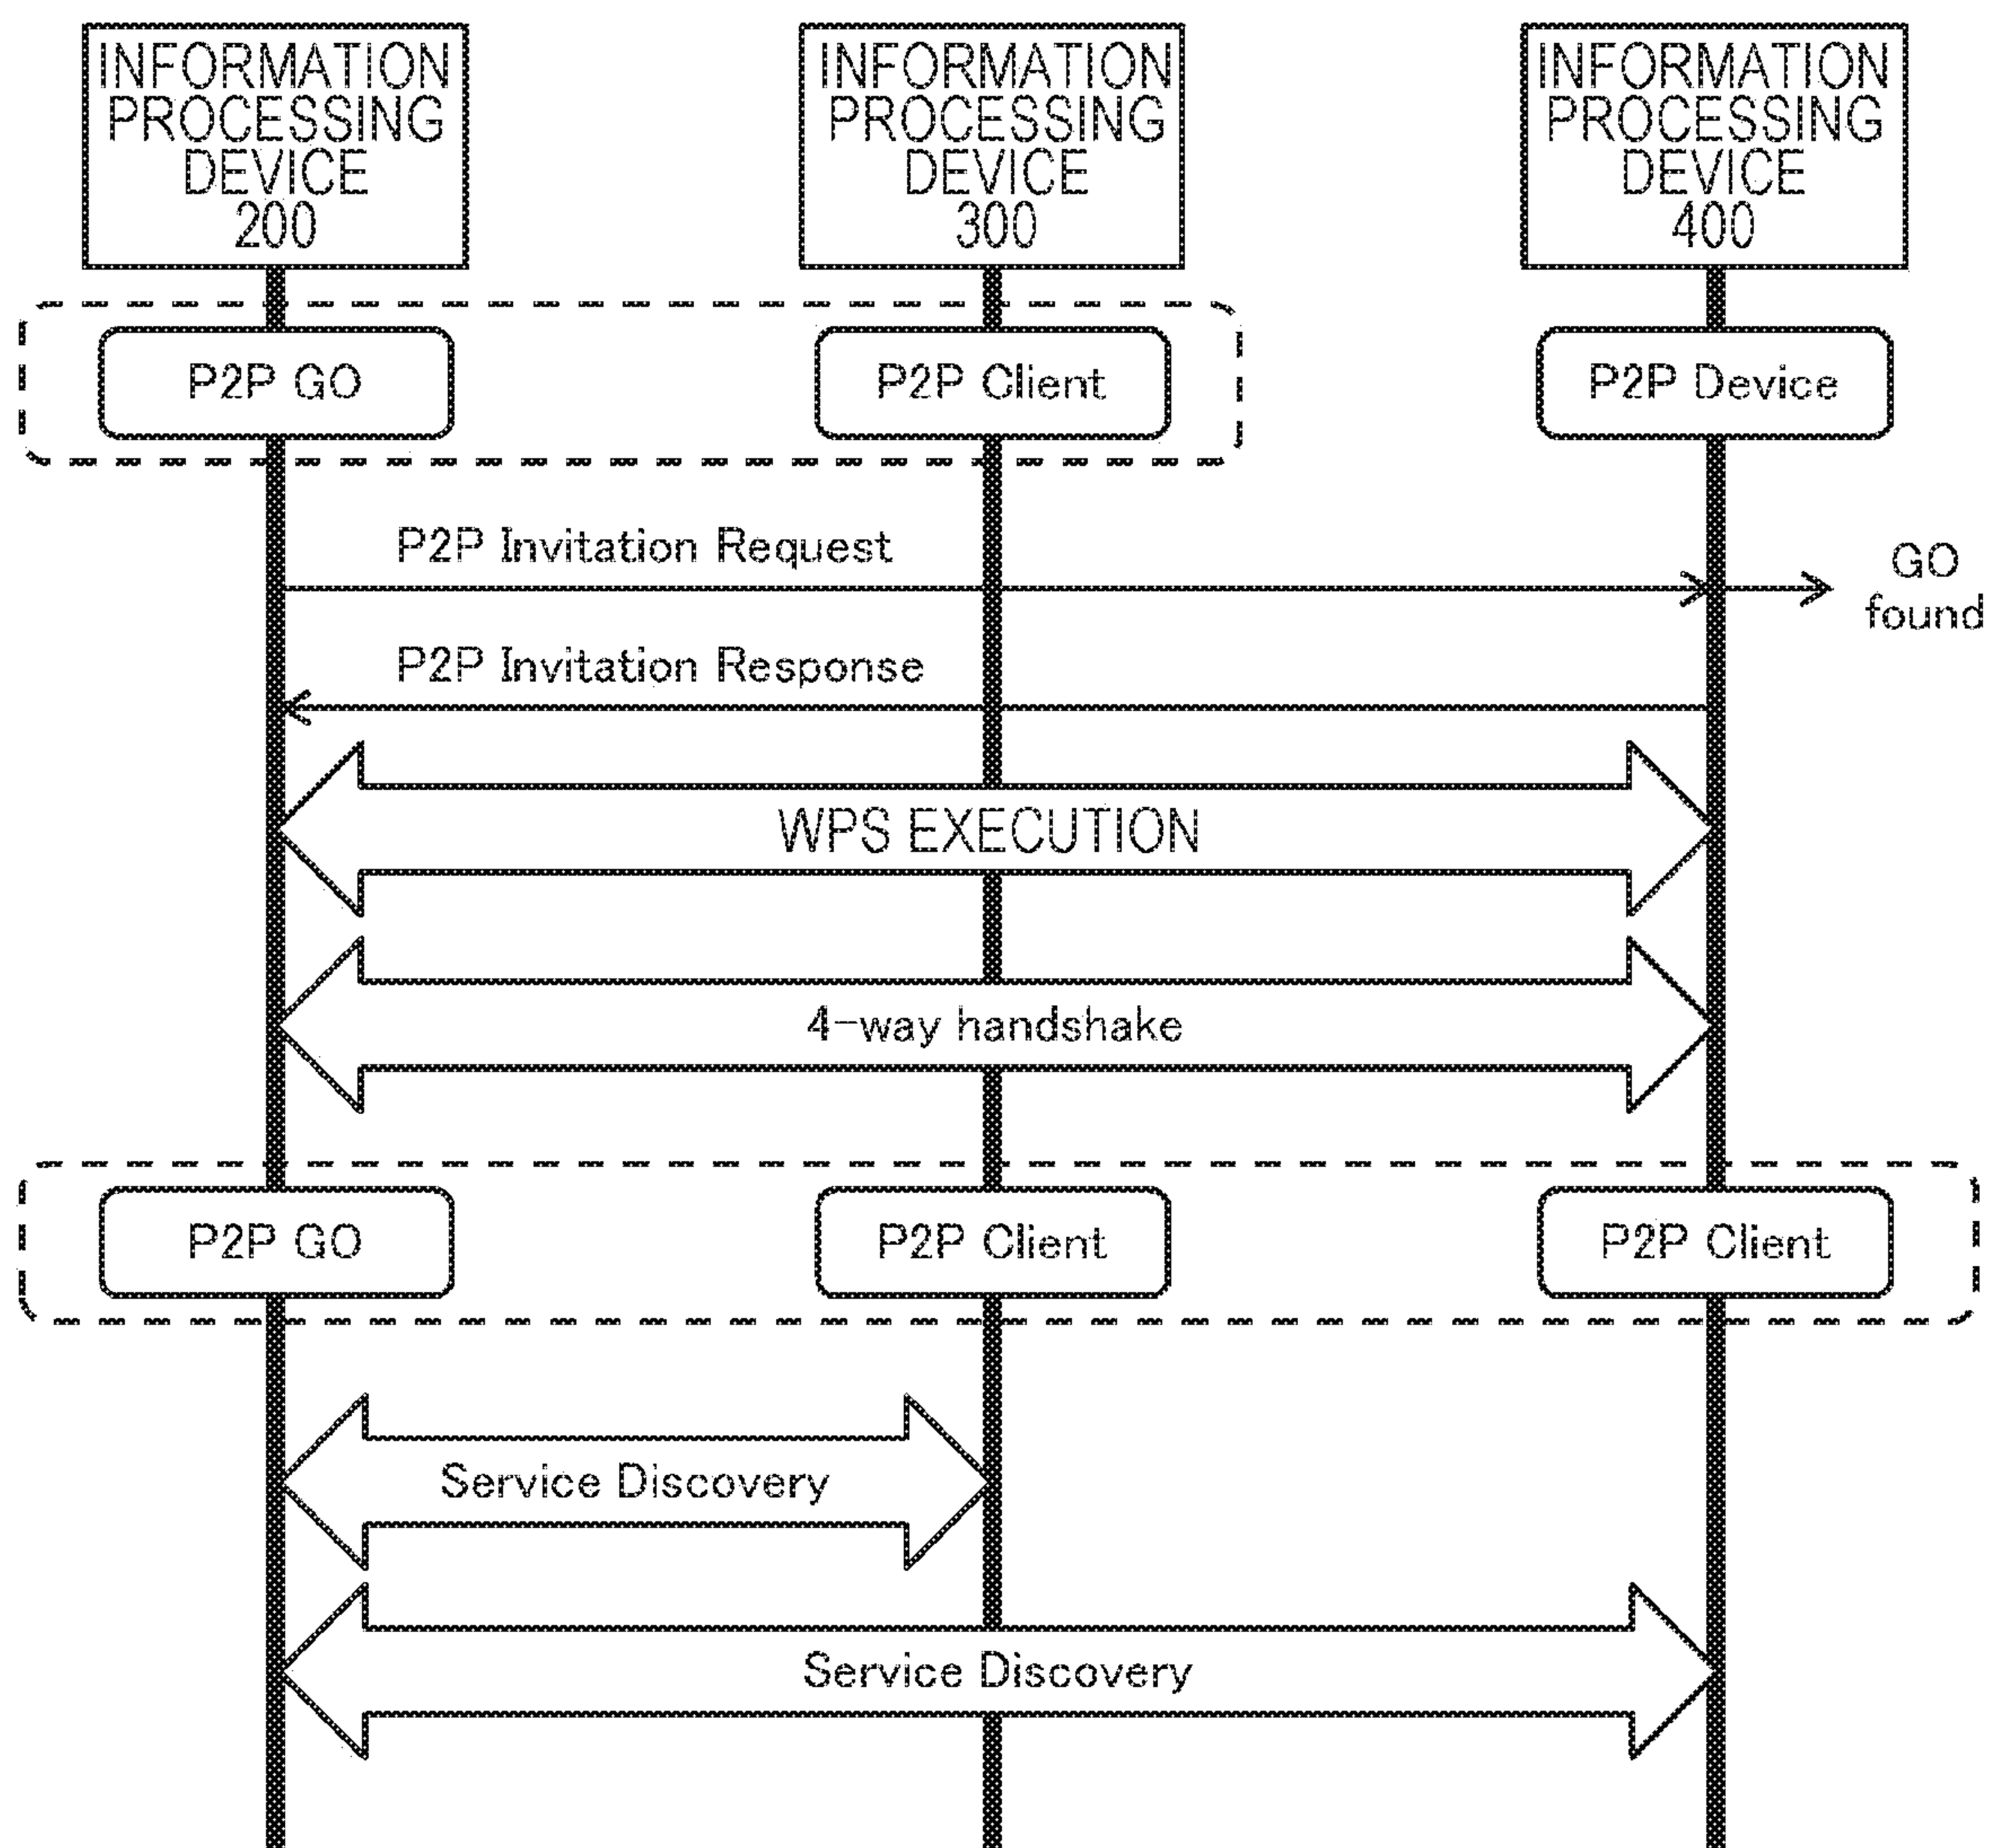 INFORMATION
PROCESSING
DEVICE
200
INFORMATION
PROCESSING
DEVICE
300
INFORMATION
PROCESSING
DEVICE
400
P2P GO
P2P Client
P2P Device
P2P Invitation Request
GO
found
P2P Invitation Response
WPS EXECUTION
4-way handshake
P2P GO
P2P Client
P2P Client
Service Discovery
Service Discovery